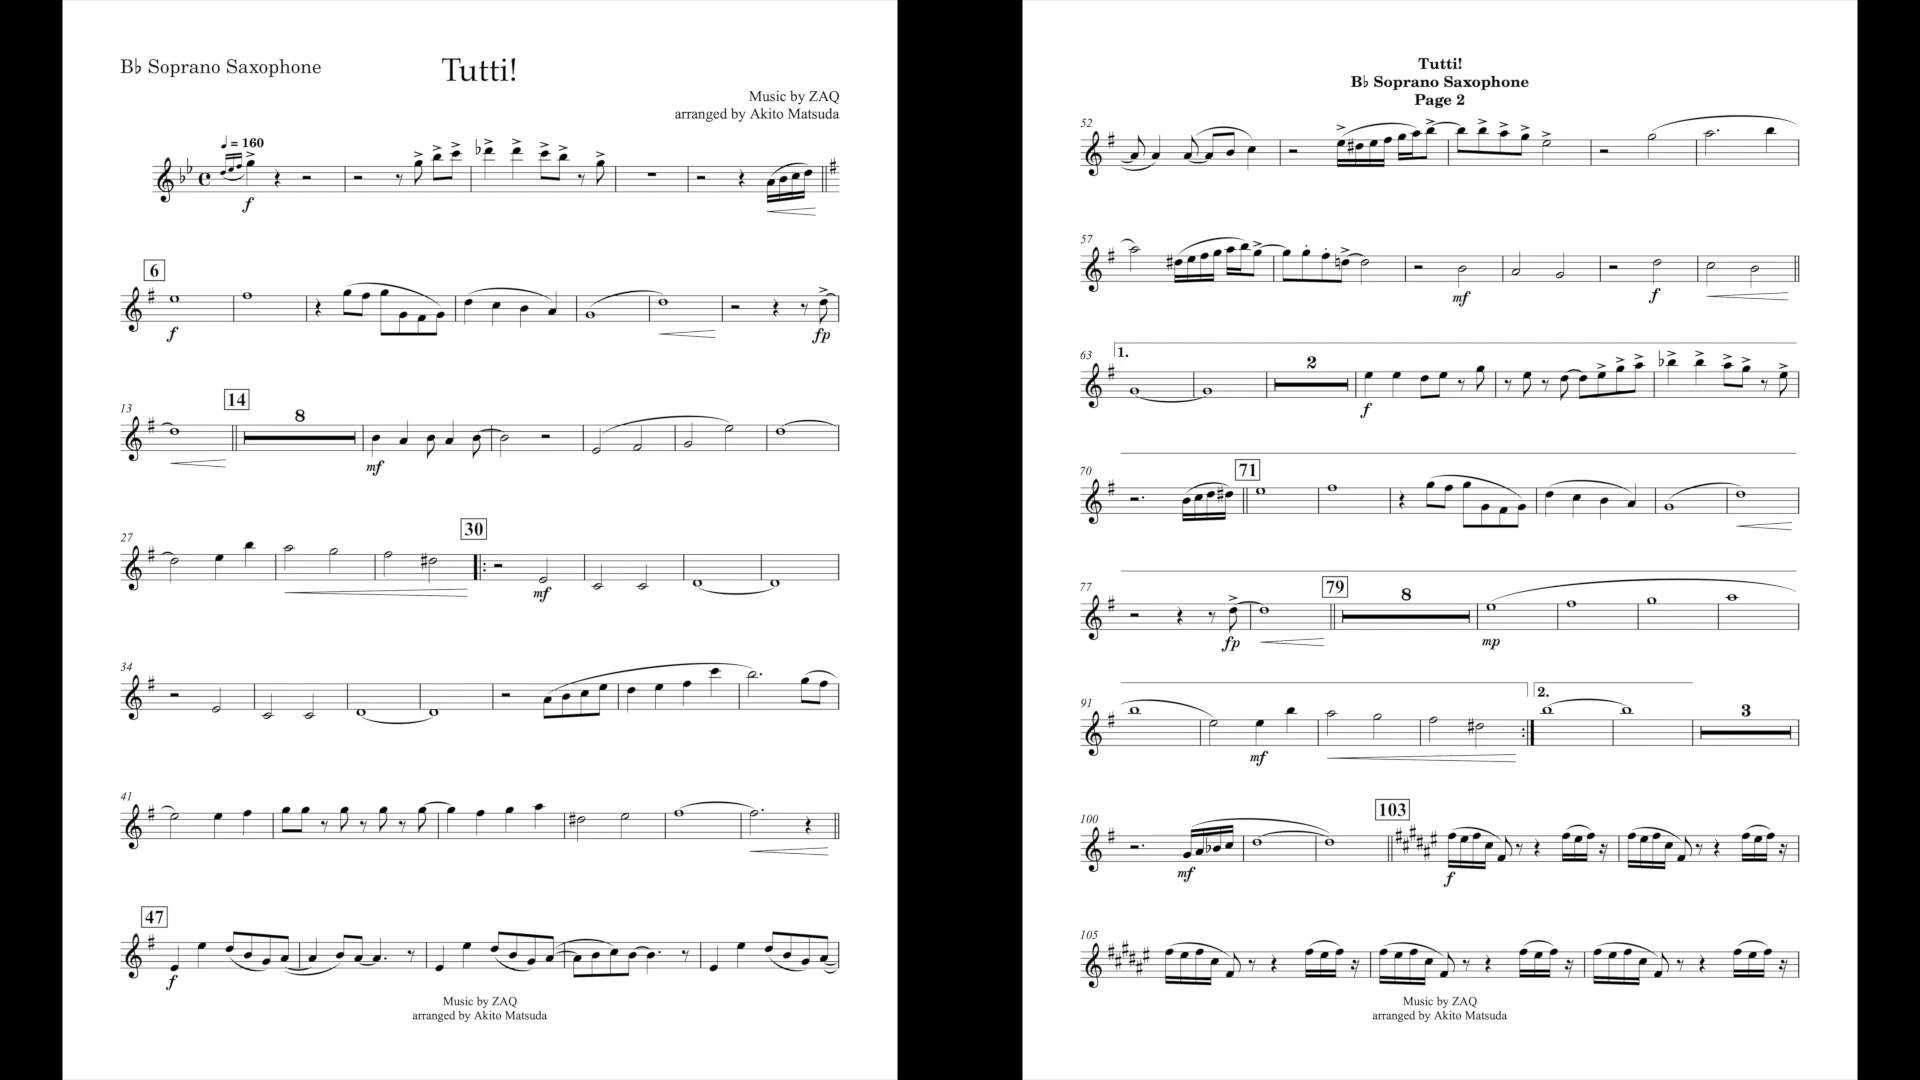 B♭ Soprano Saxophone
Tutti!
Music by ZAQ
arranged by Akito Matsuda
♩ = 160
f
6
f
fp
13
14
8
mf
27
30
mf
34
41
47
f
Music by ZAQ
arranged by Akito Matsuda
Tutti!
B♭ Soprano Saxophone
Page 2
52
57
mf
f
63
1.
2
f
70
71
77
79
8
fp
mp
91
2.
3
mf
100
103
mf
f
105
Music by ZAQ
arranged by Akito Matsuda